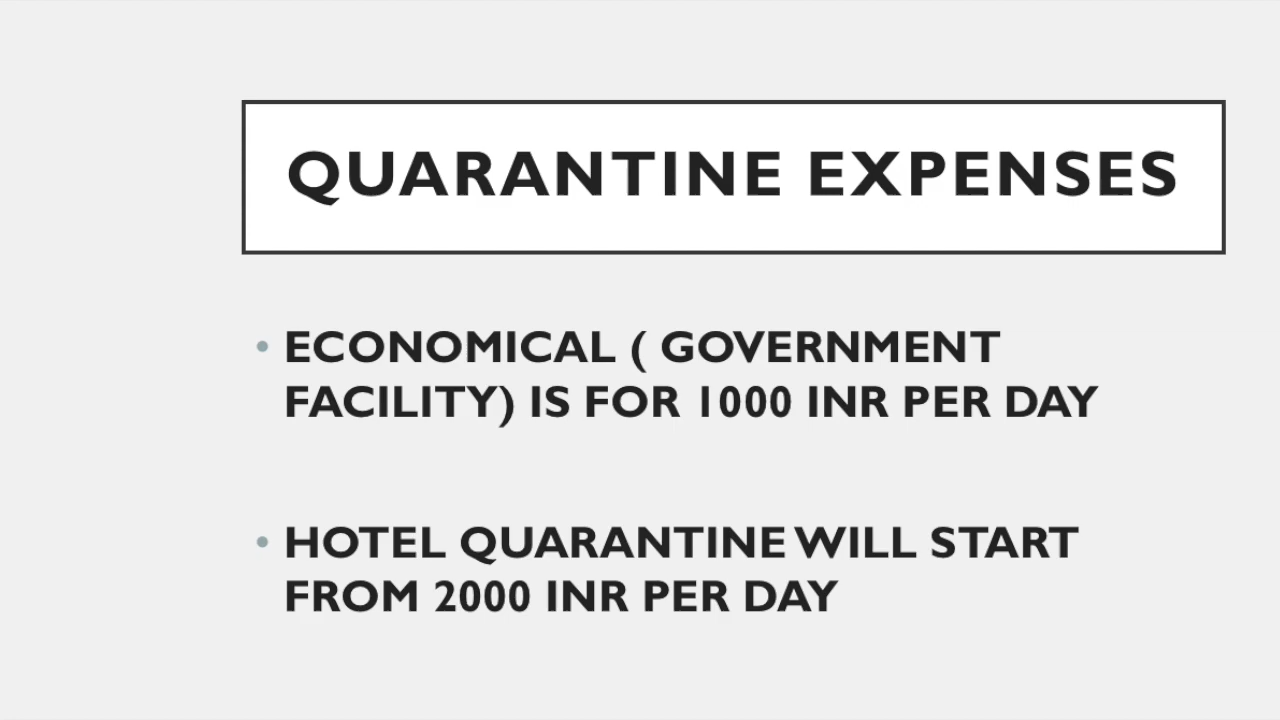 QUARANTINE EXPENSES
• ECONOMICAL ( GOVERNMENT
FACILITY) IS FOR 1000 INR PER DAY
• HOTEL QUARANTINE WILL START
FROM 2000 INR PER DAY